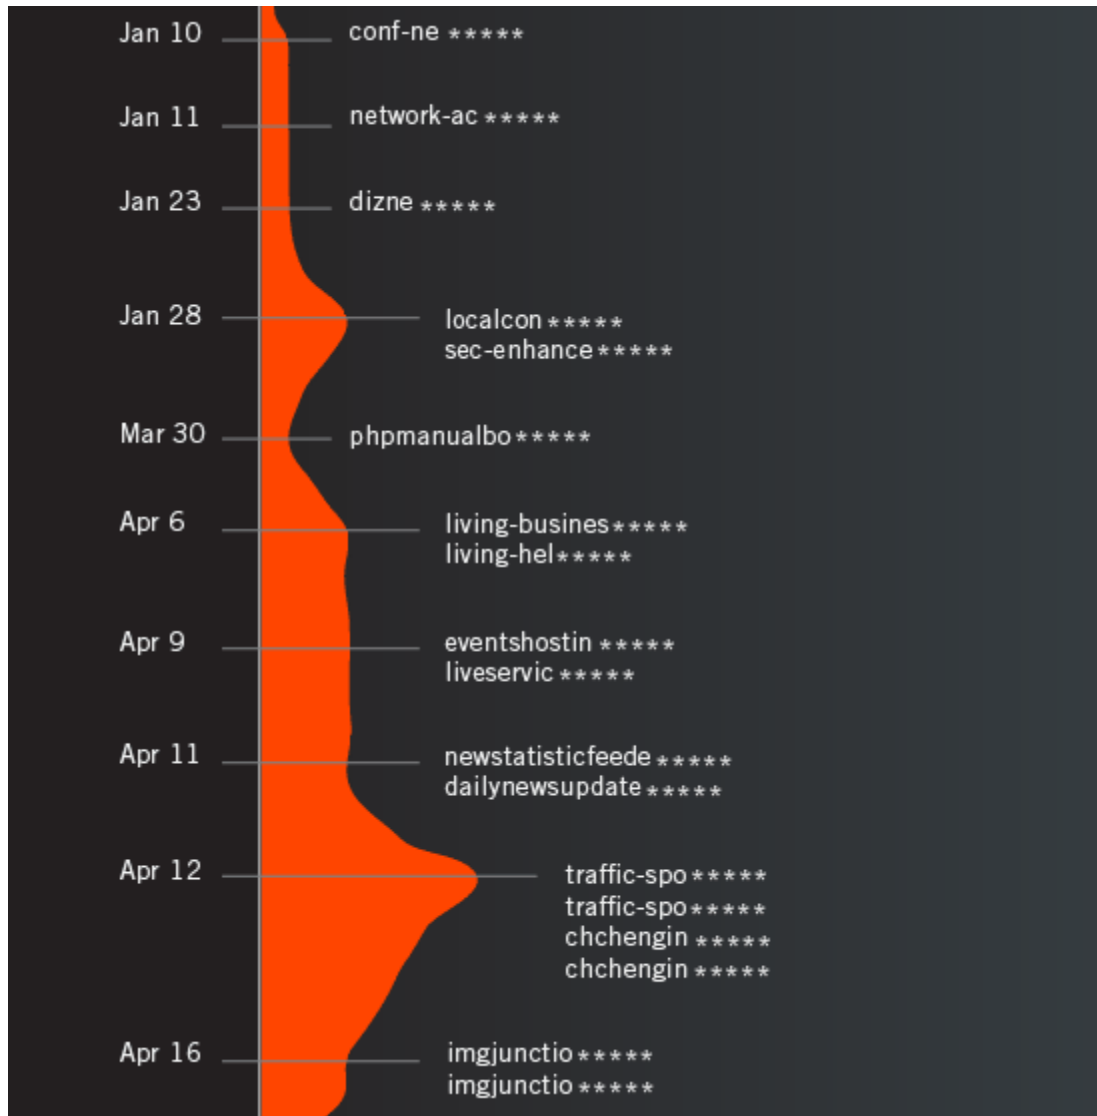 Jan 10 conf-ne *****
Jan 11 network-ac *****
Jan 23 dizne *****
Jan 28 localcon *****
sec-enhance *****
Mar 30 phpmanualbo *****
Apr 6 living-busines *****
living-hel *****
Apr 9 eventshostin *****
liveservic *****
Apr 11 newstatisticfeede *****
dailynewsupdate *****
Apr 12 traffic-spo *****
traffic-spo *****
chchengin *****
chchengin *****
Apr 16 imgjunctio *****
imgjunctio *****